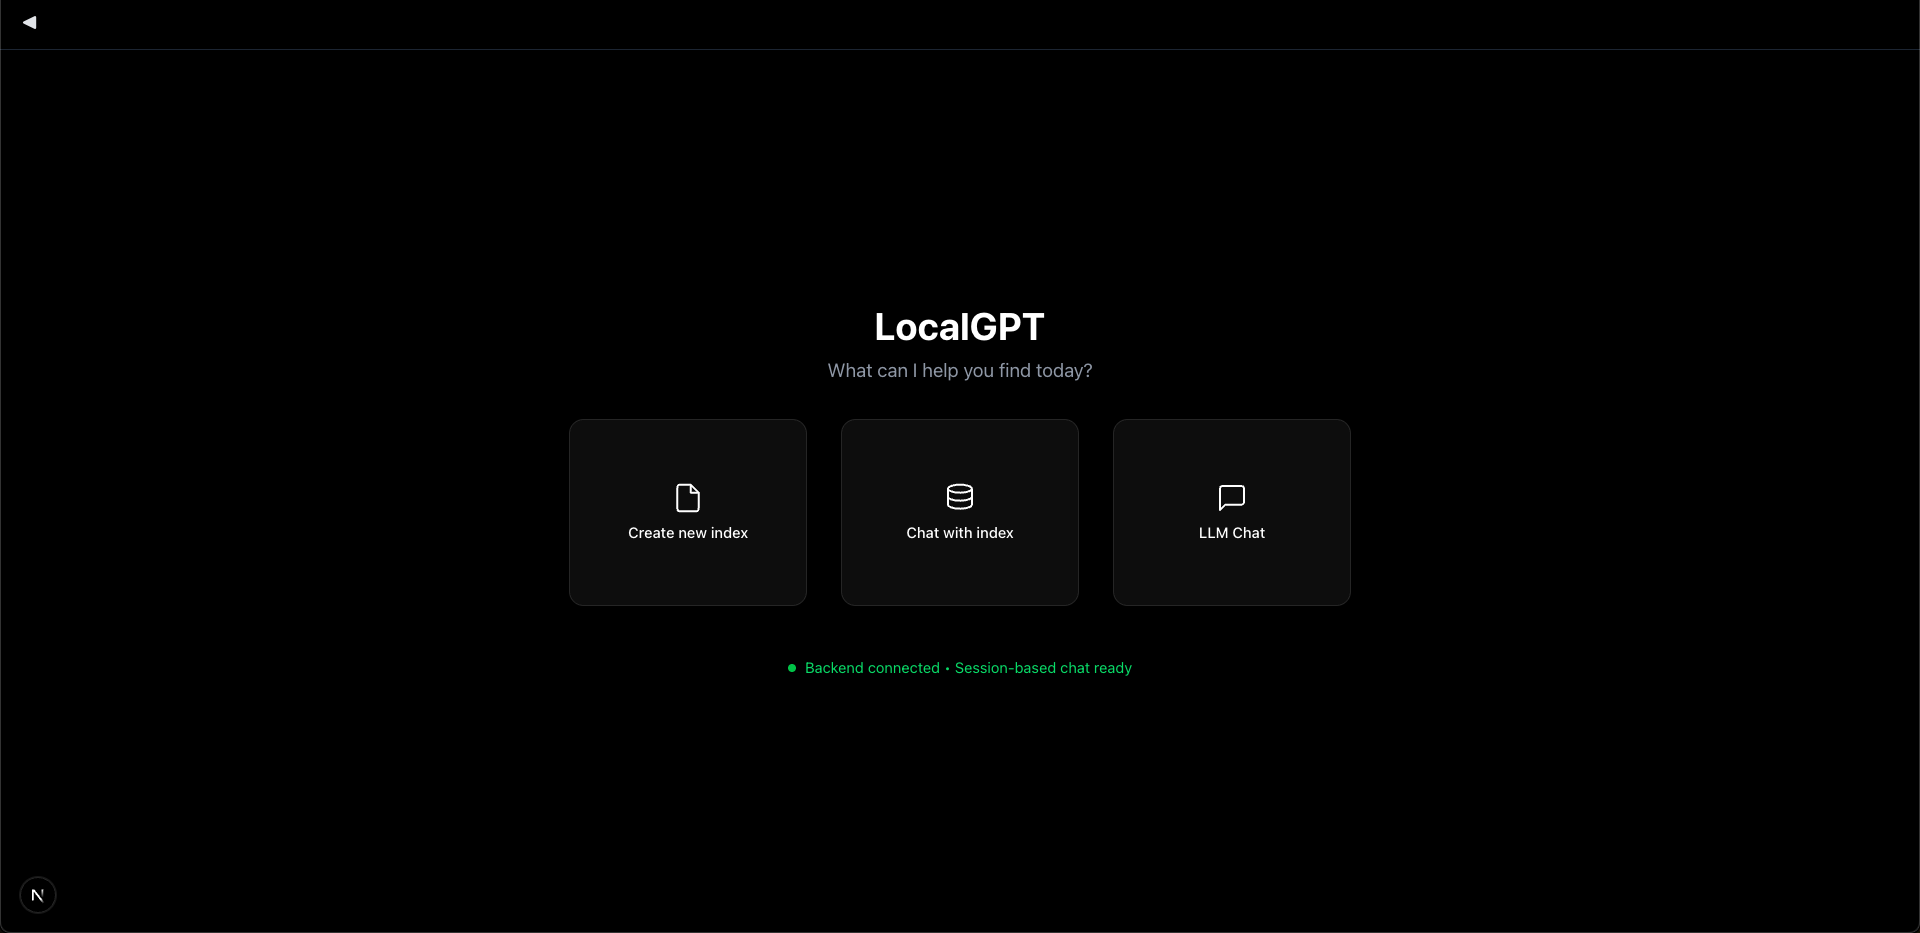 LocalGPT
What can I help you find today?
Create new index
Chat with index
LLM Chat
Backend connected • Session-based chat ready
N